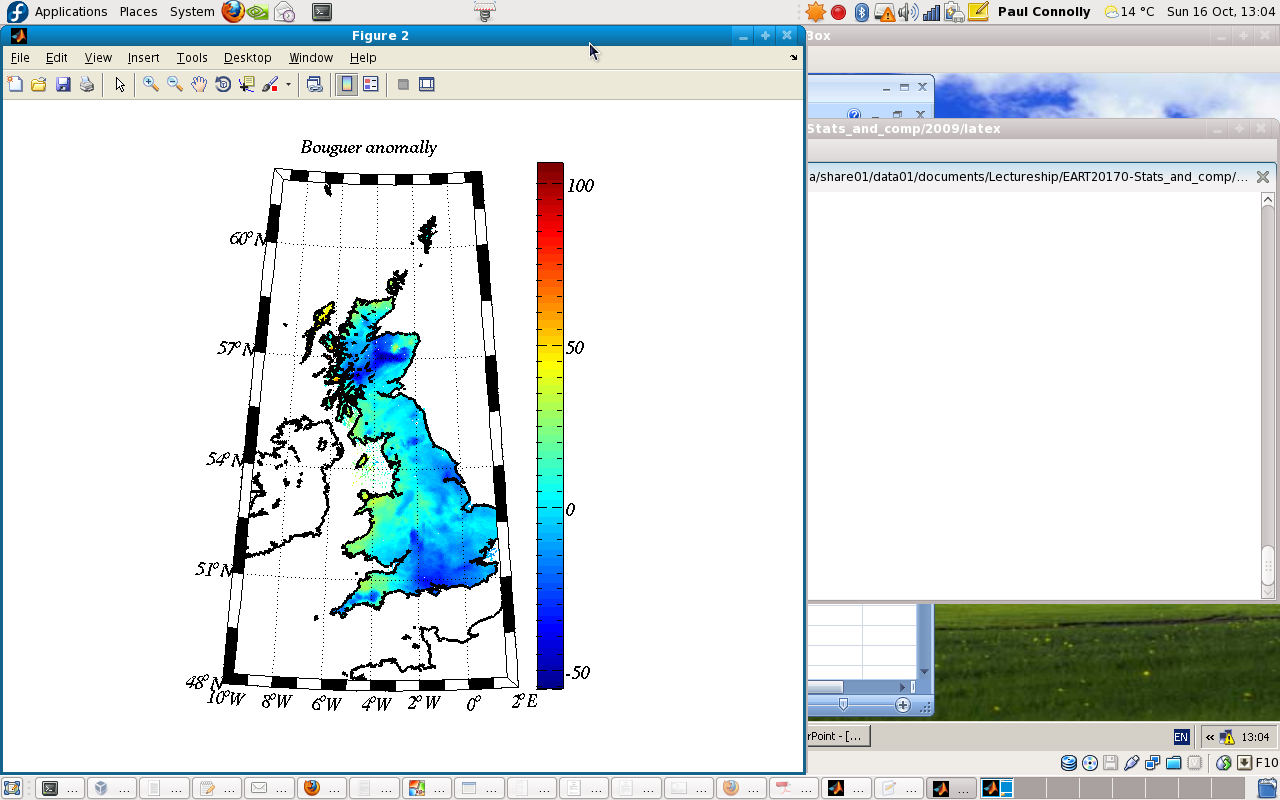 Applications Places System Paul Connolly 14 °C Sun 16 Oct, 13:04
Figure 2
Box
File Edit View Insert Tools Desktop Window Help
Stats_and_comp/2009/latex
a/share01/data01/documents/Lectureship/EART20170-Stats_and_comp/...
Bouguer anomally
100
60°N
57°N
50
54°N
0
51°N
-50
48°N
10°W 8°W 6°W 4°W 2°W 0° 2°E
rPoint - [... EN « 13:04
F10
... ... ... ... ... ... ... ... ... ... ... ... ... ... ... ... ...